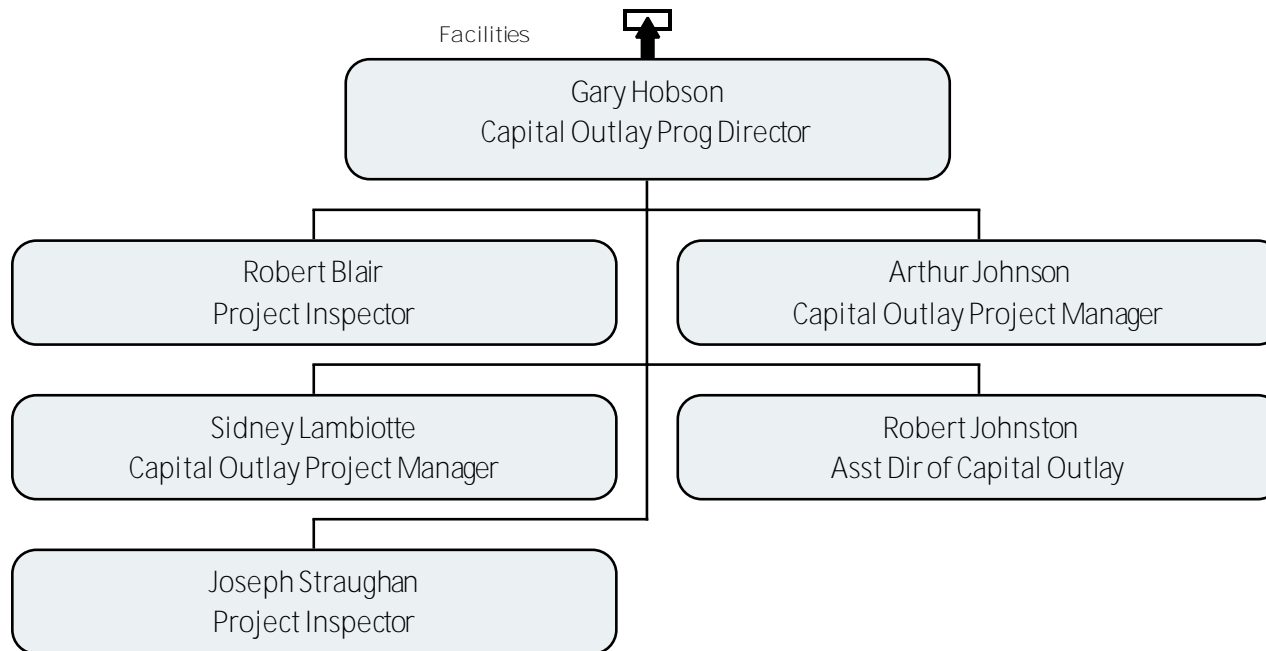 Facilities
Gary Hobson
Capital Outlay Prog Director
Robert Blair
Project Inspector
Arthur Johnson
Capital Outlay Project Manager
Sidney Lambiotte
Capital Outlay Project Manager
Robert Johnston
Asst Dir of Capital Outlay
Joseph Straughan
Project Inspector